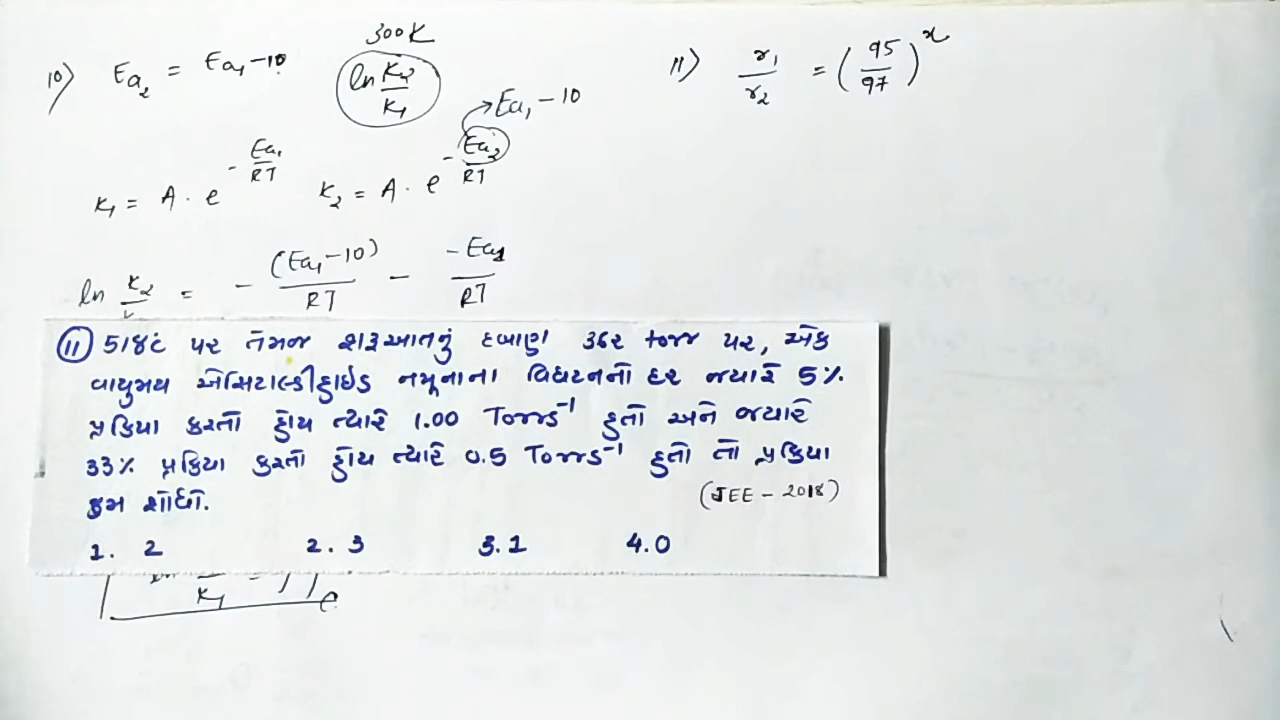 10) Ea₂ = Ea₁-10
300K
ln K₂/K₁
Ea₁-10
K₁ = A. e^(-Ea₁/RT) K₂ = A. e^(-Ea₂/RT)
ln K₂/ = -(Ea₁-10)/RT - -Ea₁/RT
11) r₁/r₂ = (95/97)^x
11 518℃ પર તેમજ શરૂઆતનું દબાણ 362 torr પર, એક
વાયુમય એસિટાલ્ડીહાઇડ નમૂનાના વિઘટનનો દર જ્યારે 5%
પ્રક્રિયા કરતો હોય ત્યારે 1.00 Torrs⁻¹ હતો અને જ્યારે
33% પ્રક્રિયા કરતો હોય ત્યારે 0.5 Torrs⁻¹ હતો તો પ્રક્રિયા
ક્રમ શોધો. (JEE - 2018)
1. 2 2. 3 3. 1 4. 0
K₁